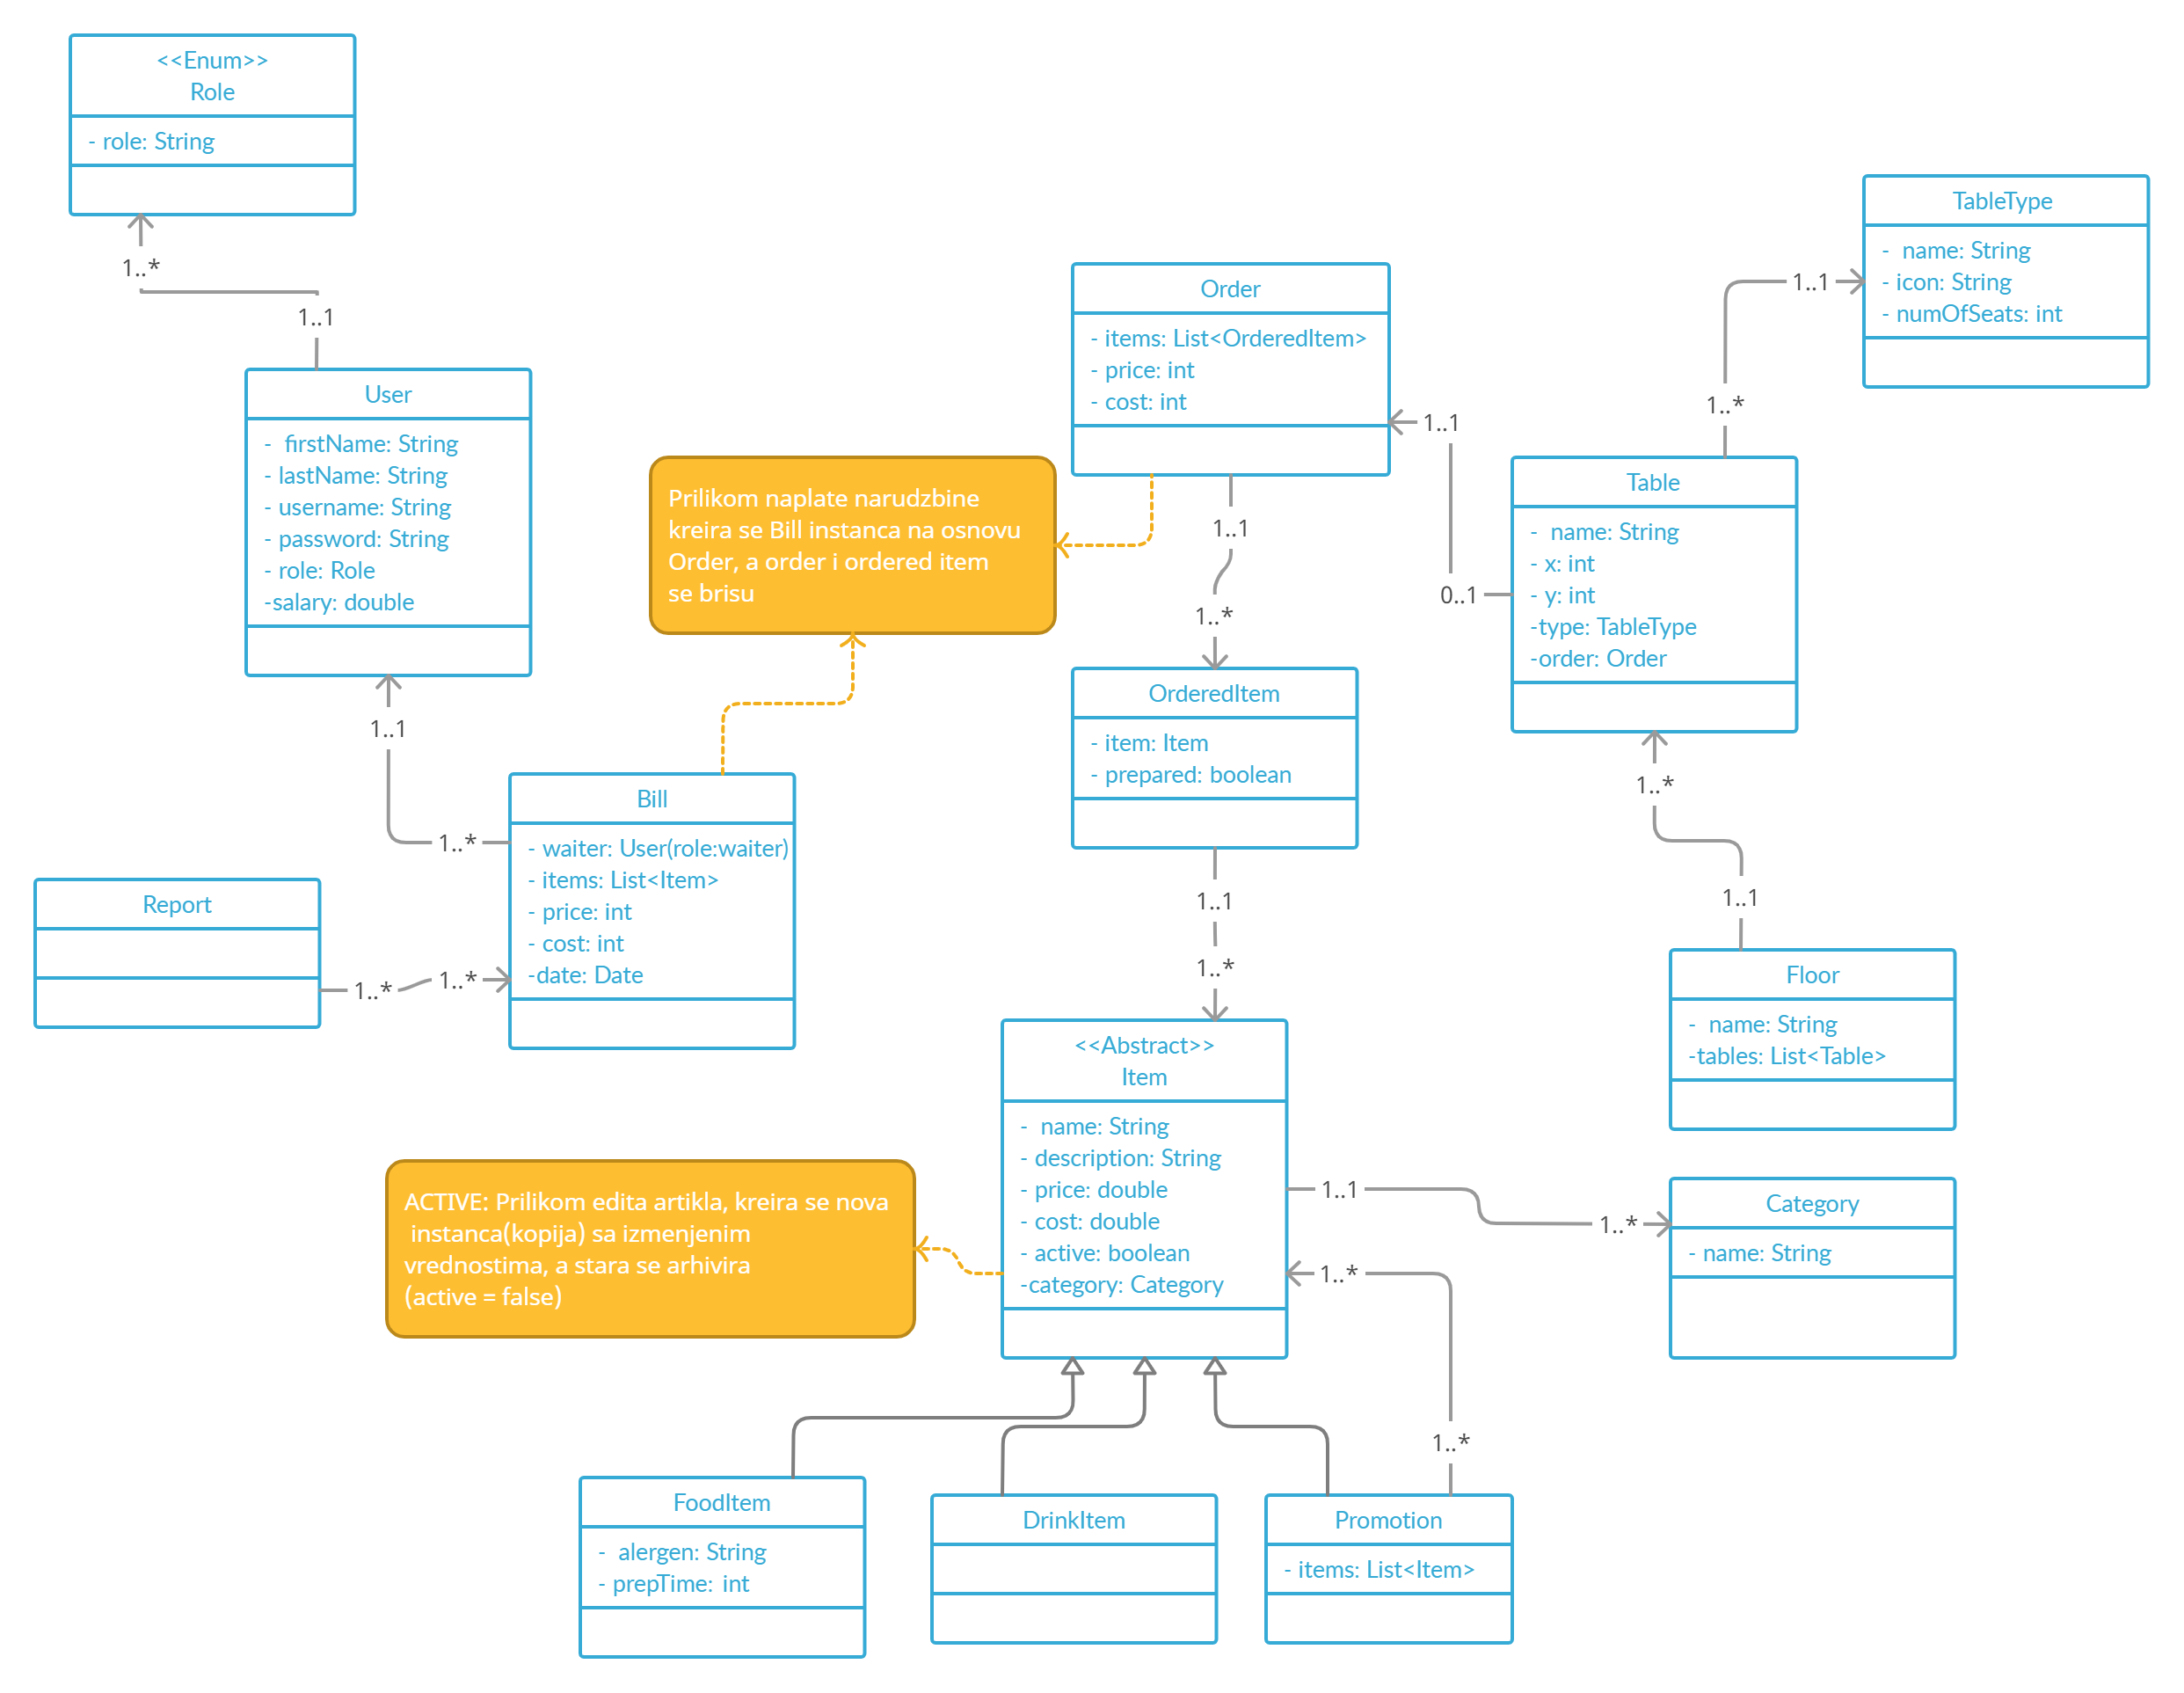 <<Enum>>
Role
- role: String
1..*
1..1
User
- firstName: String
- lastName: String
- username: String
- password: String
- role: Role
-salary: double
1..1
1..*
Report
1..*
1..*
Bill
- waiter: User(role:waiter)
- items: List<Item>
- price: int
- cost: int
-date: Date
Prilikom naplate narudzbine
kreira se Bill instanca na osnovu
Order, a order i ordered item
se brisu
Order
- items: List<OrderedItem>
- price: int
- cost: int
1..1
0..1
1..1
1..*
OrderedItem
- item: Item
- prepared: boolean
1..1
1..*
TableType
- name: String
- icon: String
- numOfSeats: int
1..1
1..*
Table
- name: String
- x: int
- y: int
-type: TableType
-order: Order
1..*
1..1
Floor
- name: String
-tables: List<Table>
<<Abstract>>
Item
- name: String
- description: String
- price: double
- cost: double
- active: boolean
-category: Category
1..1
1..*
Category
- name: String
1..*
1..*
ACTIVE: Prilikom edita artikla, kreira se nova
instanca(kopija) sa izmenjenim
vrednostima, a stara se arhivira
(active = false)
FoodItem
- alergen: String
- prepTime: int
DrinkItem
Promotion
- items: List<Item>